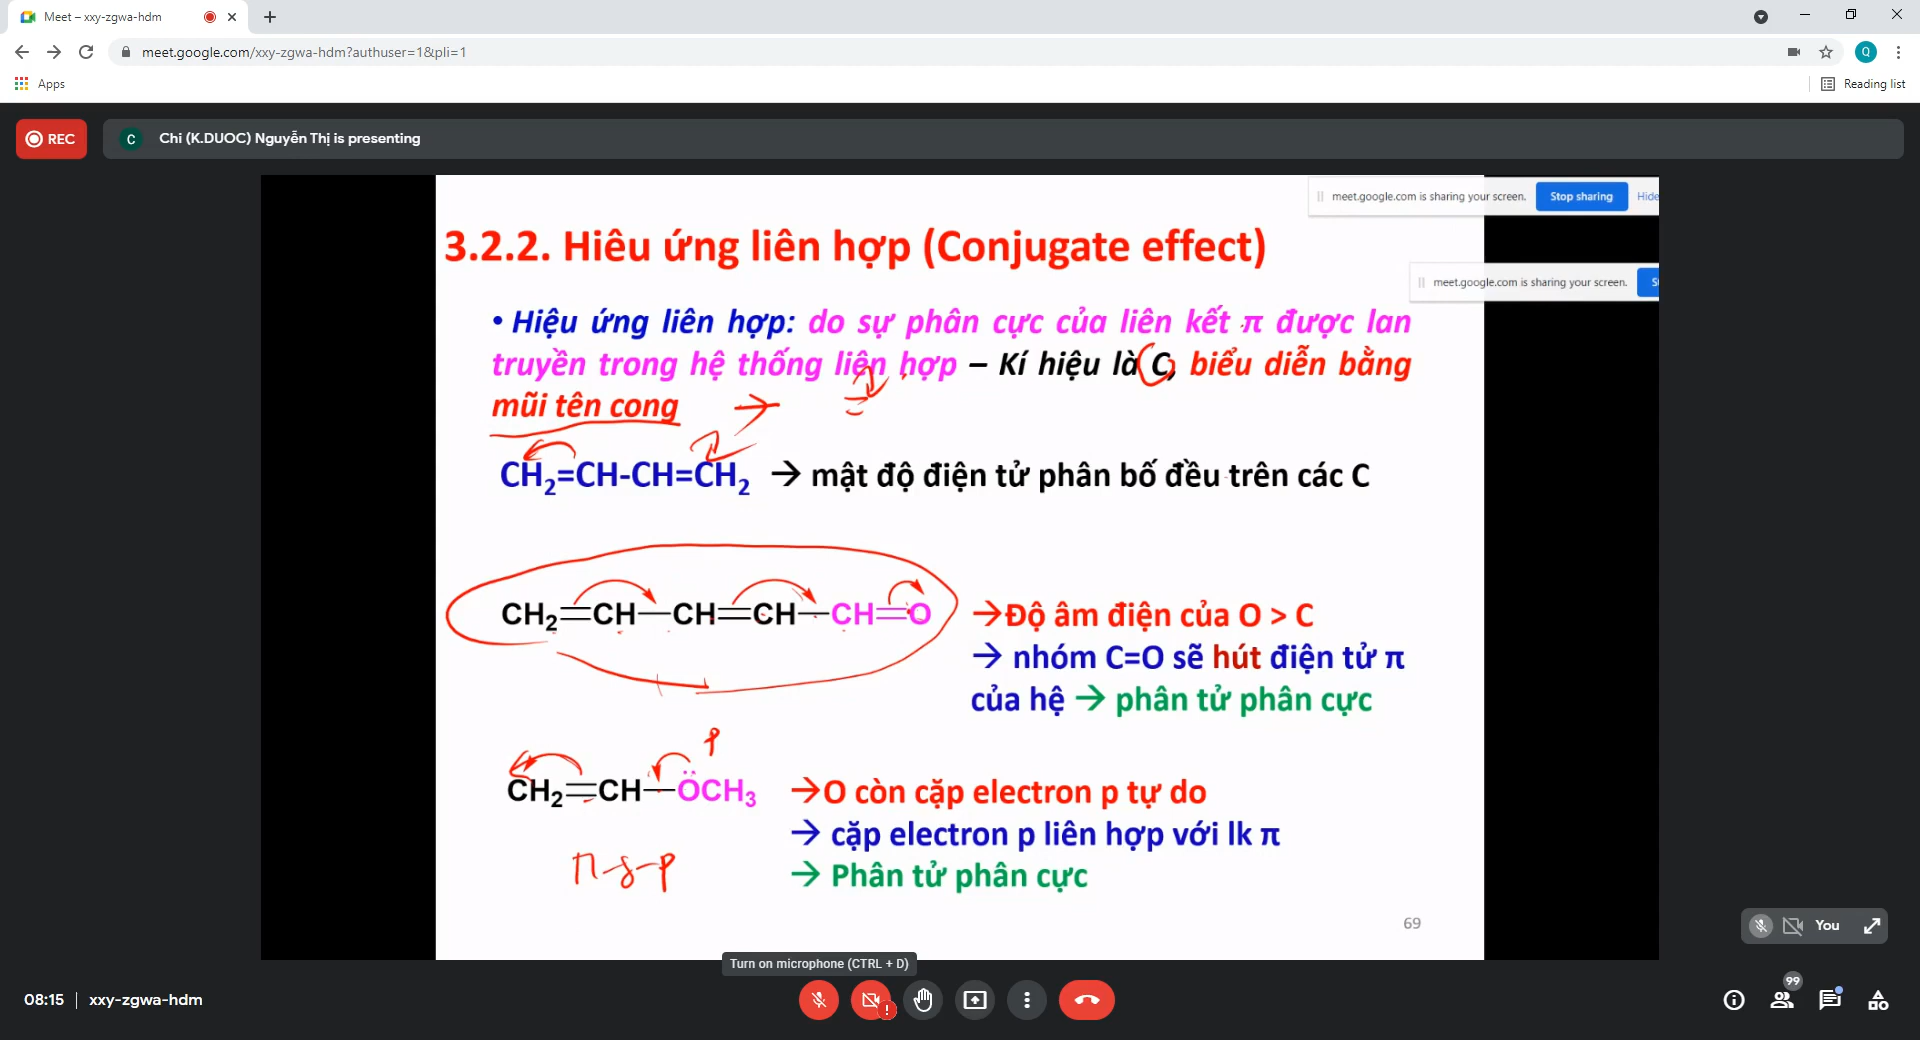 Meet – xxy-zgwa-hdm
meet.google.com/xxy-zgwa-hdm?authuser=1&pli=1
Q
Apps
Reading list
REC
C
Chi (K.DUOC) Nguyễn Thị is presenting
meet.google.com is sharing your screen.
Stop sharing
Hide
3.2.2. Hiêu ứng liên hợp (Conjugate effect)
meet.google.com is sharing your screen.
S
• Hiệu ứng liên hợp: do sự phân cực của liên kết π được lan
truyền trong hệ thống liên hợp – Kí hiệu là C, biểu diễn bằng
mũi tên cong
CH2=CH-CH=CH2 → mật độ điện tử phân bố đều trên các C
CH2=CH—CH=CH—CH=O
→Độ âm điện của O > C
→ nhóm C=O sẽ hút điện tử π
của hệ → phân tử phân cực
p
CH2=CH—ÖCH3
→O còn cặp electron p tự do
→ cặp electron p liên hợp với lk π
→ Phân tử phân cực
π-δ-p
69
You
Turn on microphone (CTRL + D)
08:15 | xxy-zgwa-hdm
99